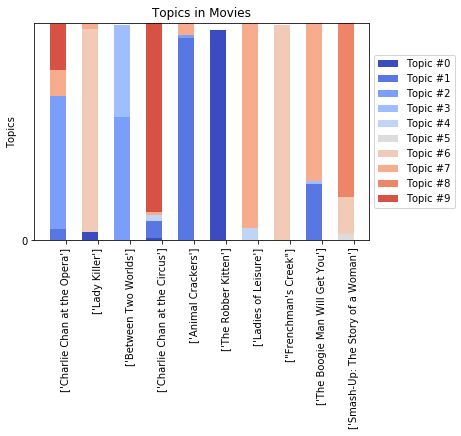 Topics in Movies
Topics
0
Topic #0
Topic #1
Topic #2
Topic #3
Topic #4
Topic #5
Topic #6
Topic #7
Topic #8
Topic #9
['Charlie Chan at the Opera']
['Lady Killer']
['Between Two Worlds']
['Charlie Chan at the Circus']
['Animal Crackers']
['The Robber Kitten']
['Ladies of Leisure']
["Frenchman's Creek"]
['The Boogie Man Will Get You']
['Smash-Up: The Story of a Woman']